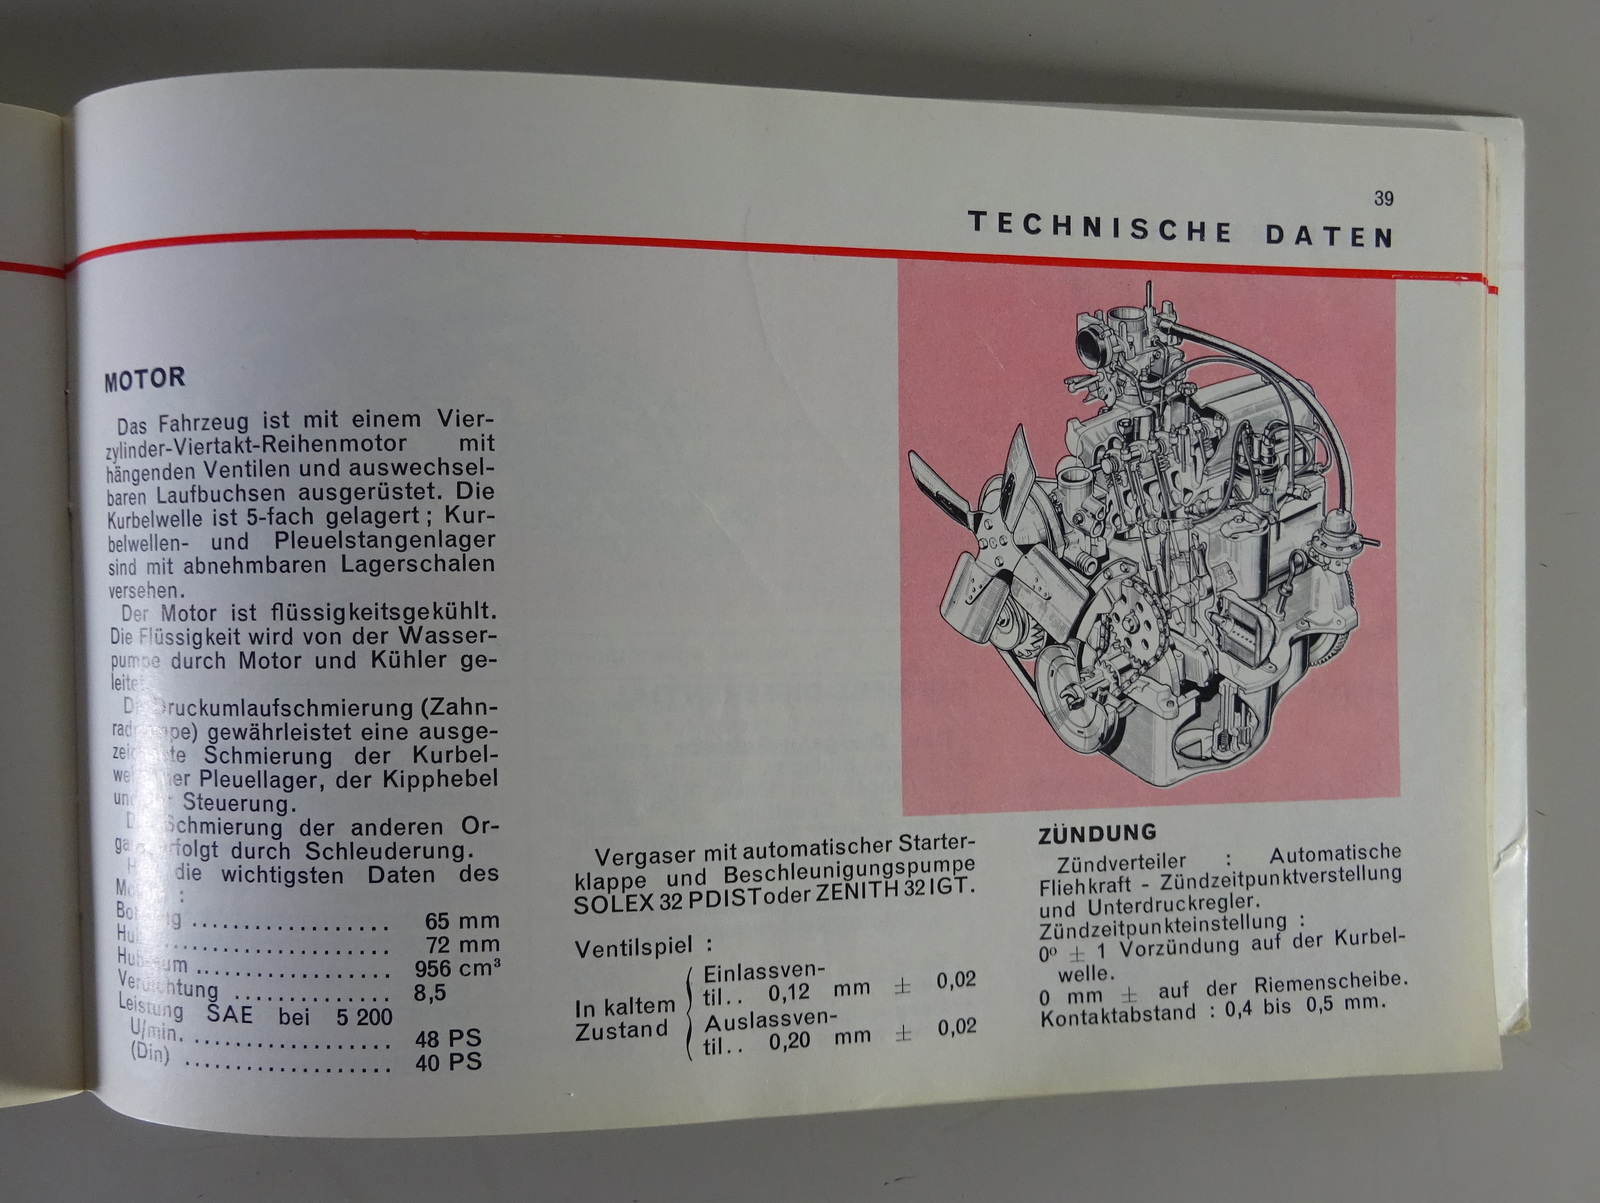 39
TECHNISCHE DATEN
MOTOR
Das Fahrzeug ist mit einem Vier-
zylinder-Viertakt-Reihenmotor mit
hängenden Ventilen und auswechsel-
baren Laufbuchsen ausgerüstet. Die
Kurbelwelle ist 5-fach gelagert ; Kur-
belwellen- und Pleuelstangenlager
sind mit abnehmbaren Lagerschalen
versehen.
Der Motor ist flüssigkeitsgekühlt.
Die Flüssigkeit wird von der Wasser-
pumpe durch Motor und Kühler ge-
leitet
Druckumlaufschmierung (Zahn-
gewährleistet eine ausge-
Schmierung der Kurbel-
Pleuellager, der Kipphebel
Steuerung.
Schmierung der anderen Or-
erfolgt durch Schleuderung.
die wichtigsten Daten des
:
.................. 65 mm
.................. 72 mm
Hubraum .................. 956 cm³
Verdichtung .............. 8,5
Leistung SAE bei 5 200
U/min. .................. 48 PS
(Din) ................... 40 PS
Vergaser mit automatischer Starter-
klappe und Beschleunigungspumpe
SOLEX 32 PDIST oder ZENITH 32 IGT.
Ventilspiel :
In kaltem Zustand
Einlassven-
til.. 0,12 mm ± 0,02
Auslassven-
til.. 0,20 mm ± 0,02
ZÜNDUNG
Zündverteiler : Automatische
Fliehkraft - Zündzeitpunktverstellung
und Unterdruckregler.
Zündzeitpunkteinstellung :
0º ± 1 Vorzündung auf der Kurbel-
welle.
0 mm ± auf der Riemenscheibe.
Kontaktabstand : 0,4 bis 0,5 mm.